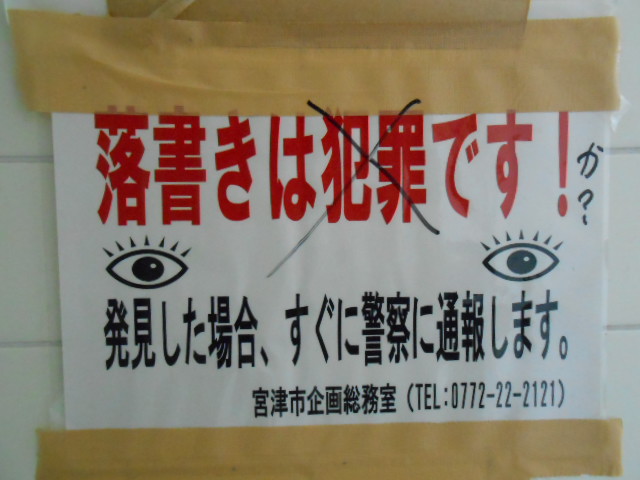 落書きは犯罪です！か？
発見した場合、すぐに警察に通報します。
宮津市企画総務室（TEL：0772-22-2121）